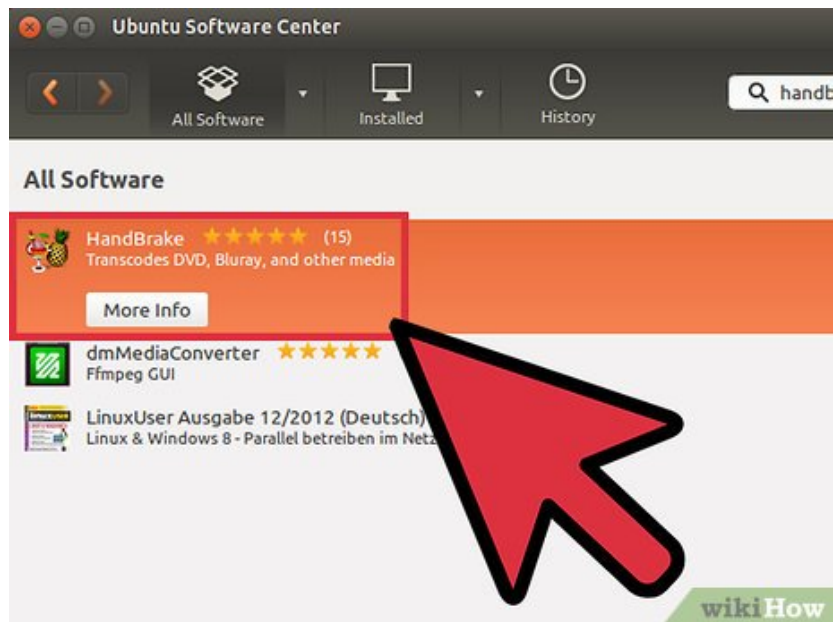 Ubuntu Software Center
All Software
Installed
History
handb
All Software
HandBrake (15)
Transcodes DVD, Bluray, and other media
More Info
dmMediaConverter
Ffmpeg GUI
LinuxUser Ausgabe 12/2012 (Deutsch)
Linux & Windows 8 - Parallel betreiben im Netz
wikiHow